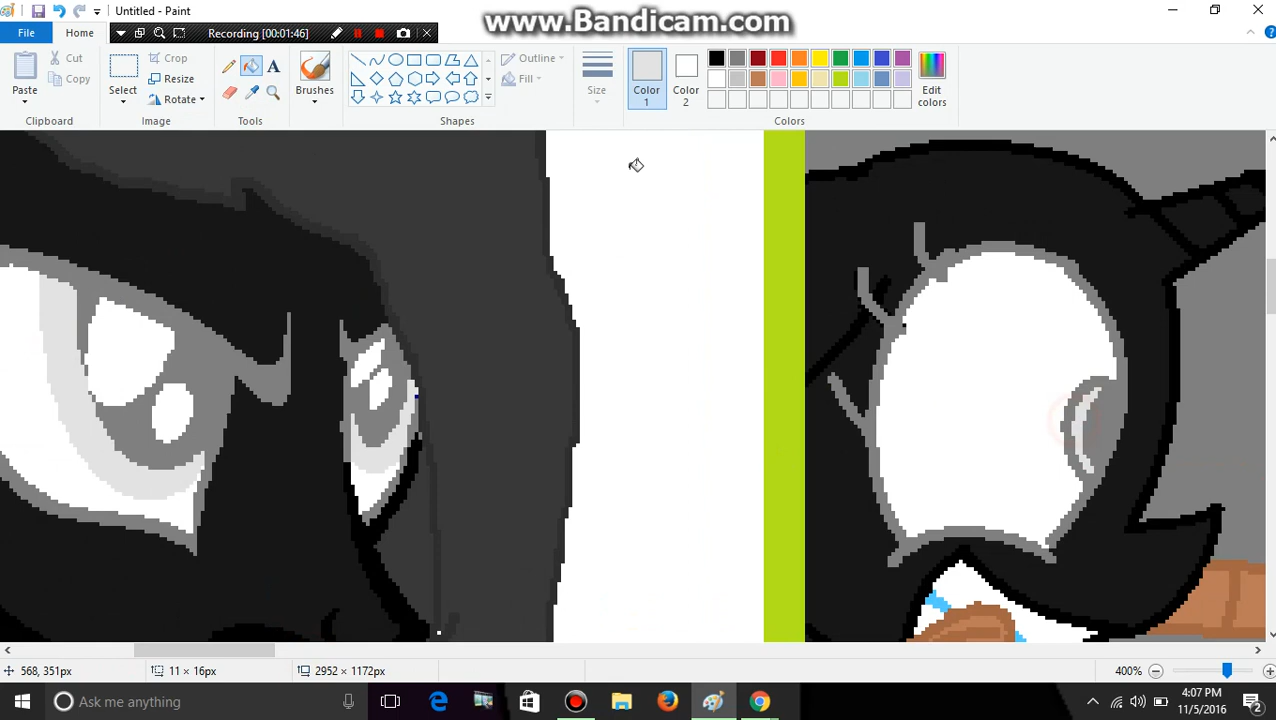 www.Bandicam.com
Untitled - Paint
Recording [00:01:46]
File
Home
Paste
Cut
Copy
Clipboard
Select
Crop
Resize
Rotate
Image
A
Tools
Brushes
Shapes
Outline
Fill
Size
Color
1
Color
2
Edit
colors
Colors
568, 351px
11 × 16px
2952 × 1172px
400%
Ask me anything
4:07 PM
11/5/2016
2